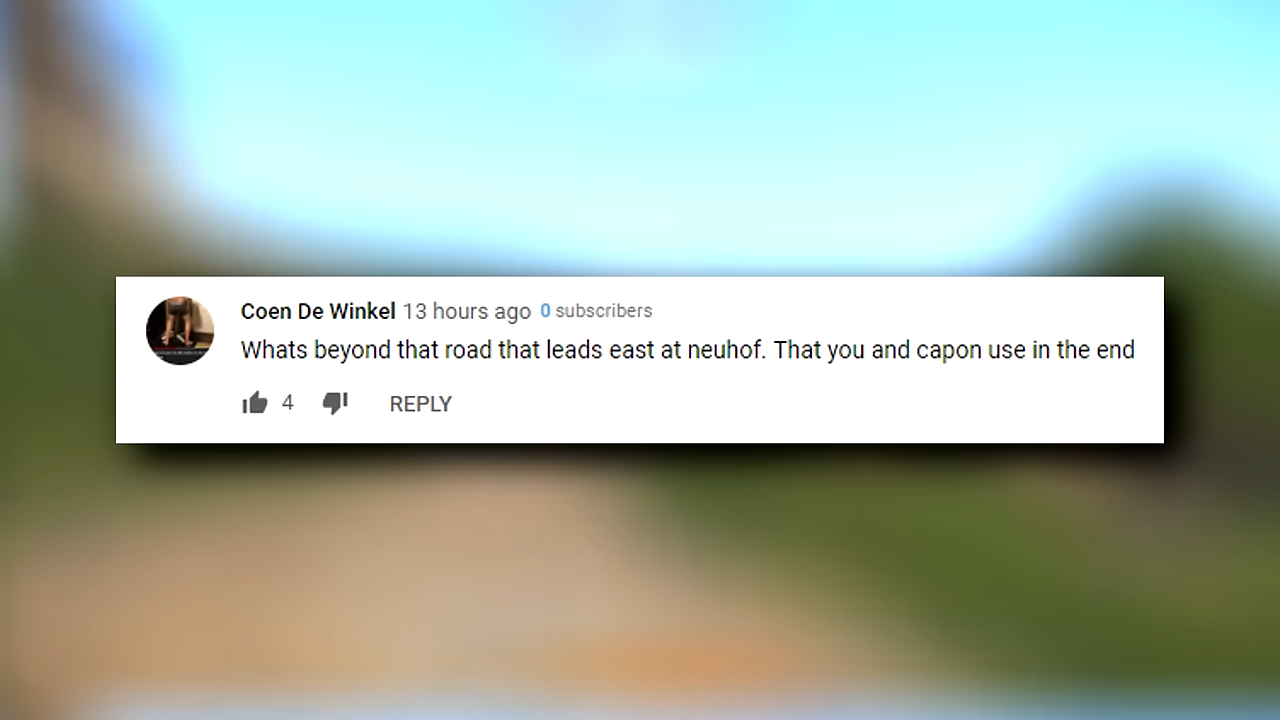 Coen De Winkel 13 hours ago 0 subscribers
Whats beyond that road that leads east at neuhof. That you and capon use in the end
4 REPLY